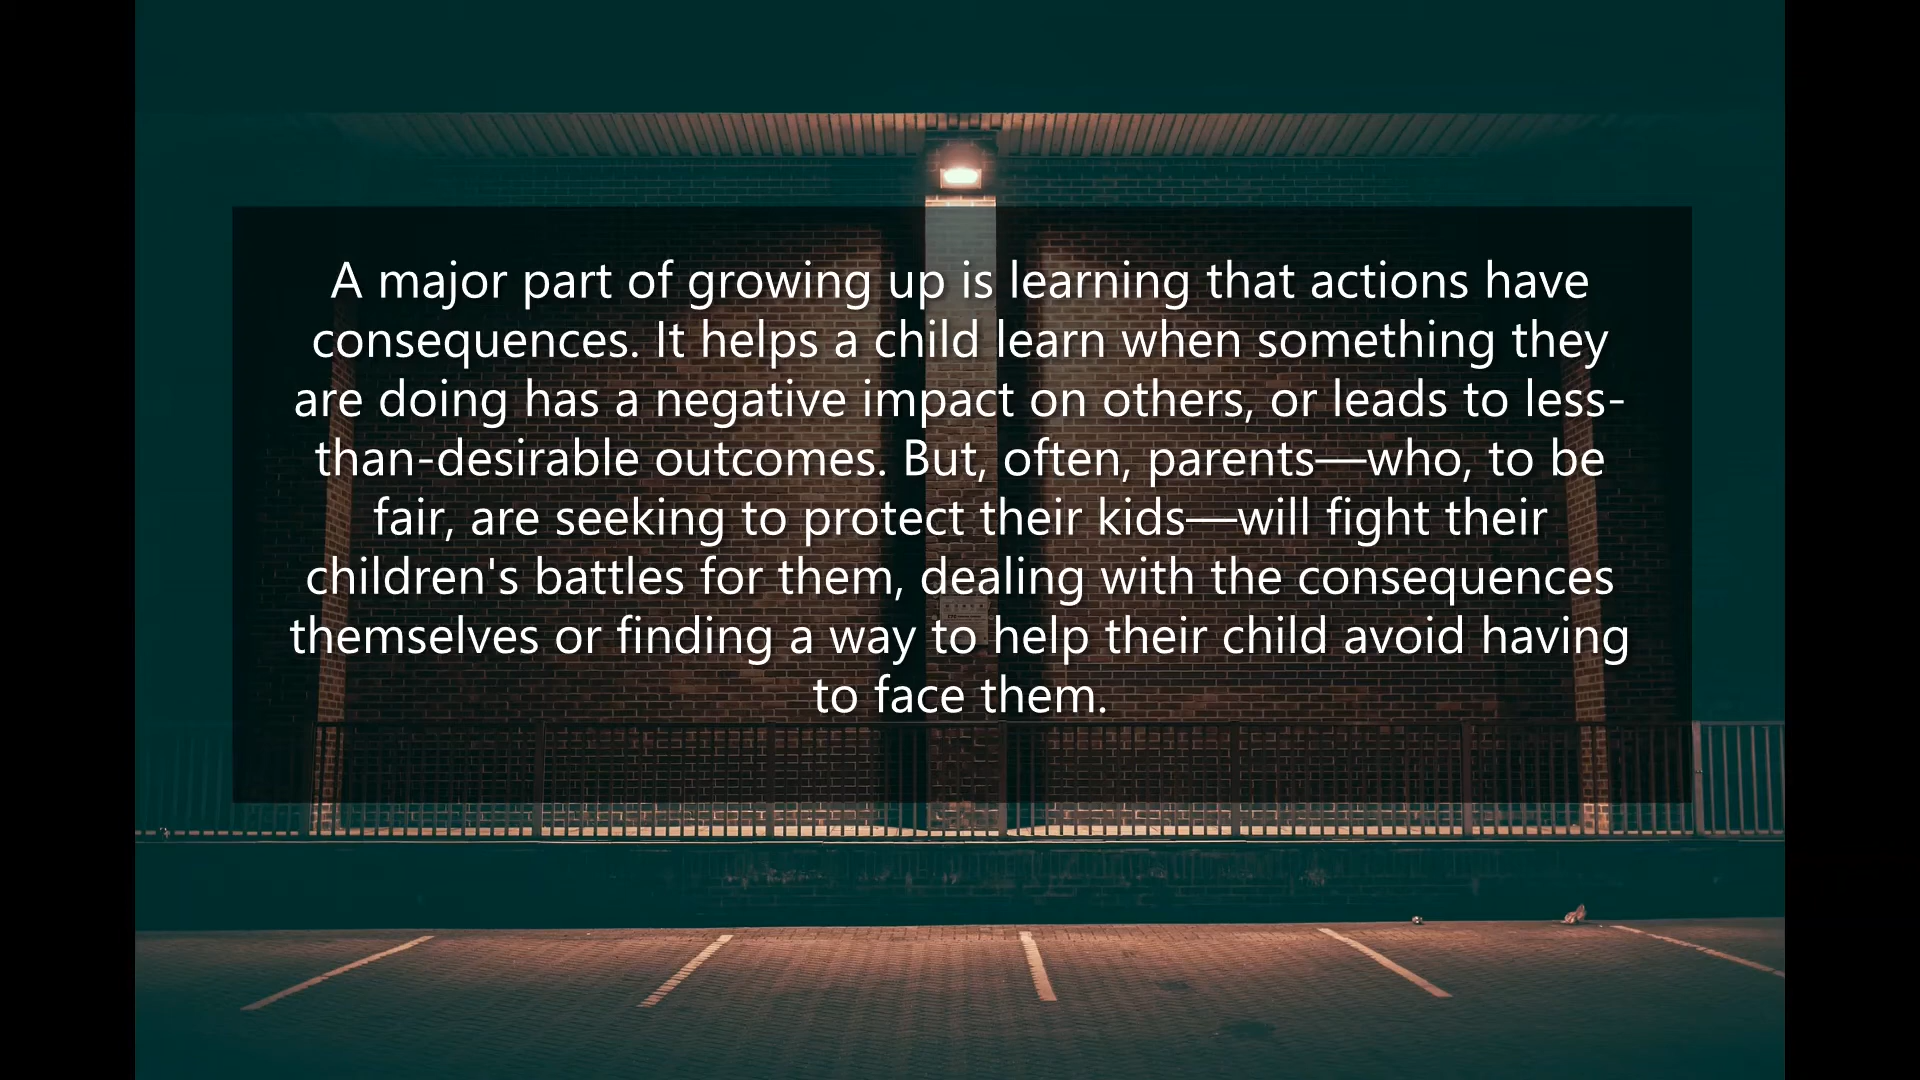 A major part of growing up is learning that actions have
consequences. It helps a child learn when something they
are doing has a negative impact on others, or leads to less-
than-desirable outcomes. But, often, parents—who, to be
fair, are seeking to protect their kids—will fight their
children's battles for them, dealing with the consequences
themselves or finding a way to help their child avoid having
to face them.